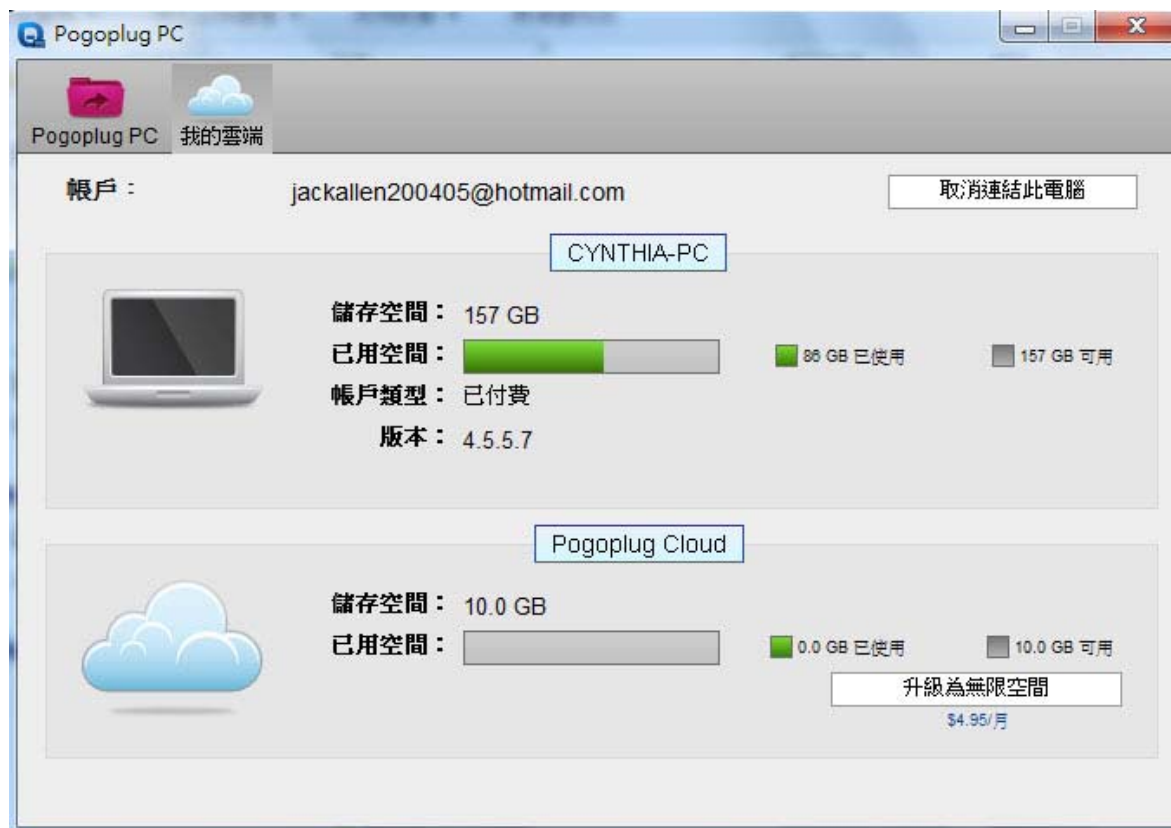 Pogoplug PC
Pogoplug PC 我的雲端
帳戶： jackallen200405@hotmail.com 取消連結此電腦
CYNTHIA-PC
儲存空間： 157 GB
已用空間： 86 GB 已使用 157 GB 可用
帳戶類型： 已付費
版本： 4.5.5.7
Pogoplug Cloud
儲存空間： 10.0 GB
已用空間： 0.0 GB 已使用 10.0 GB 可用
升級為無限空間
$4.95/月